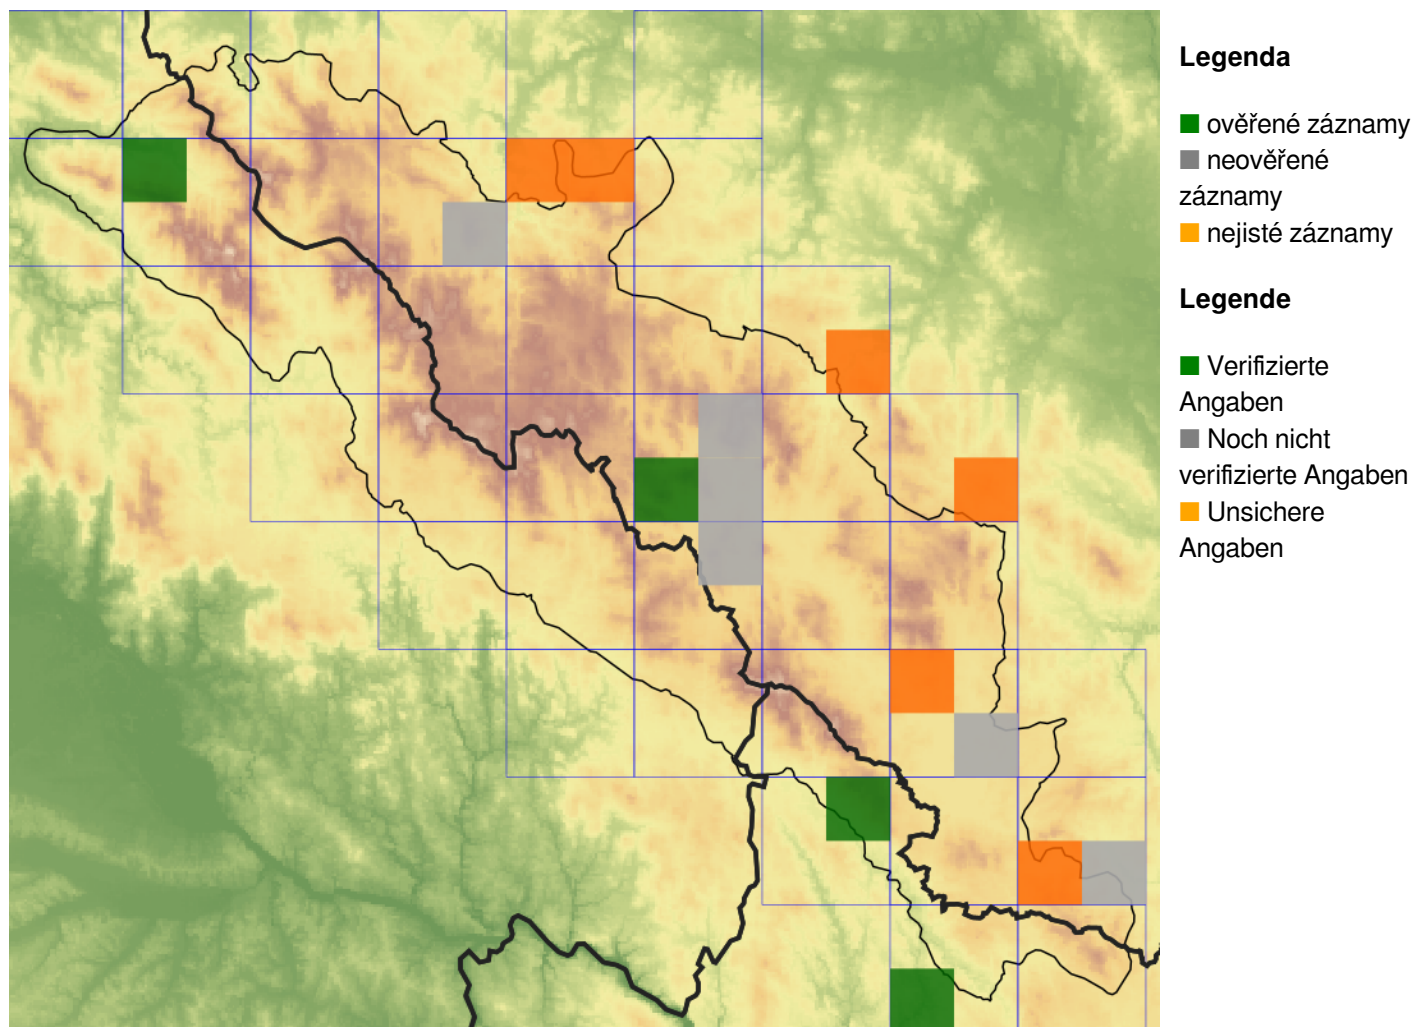 Legenda
ověřené záznamy
neověřené
záznamy
nejisté záznamy
Legende
Verifizierte
Angaben
Noch nicht
verifizierte Angaben
Unsichere
Angaben